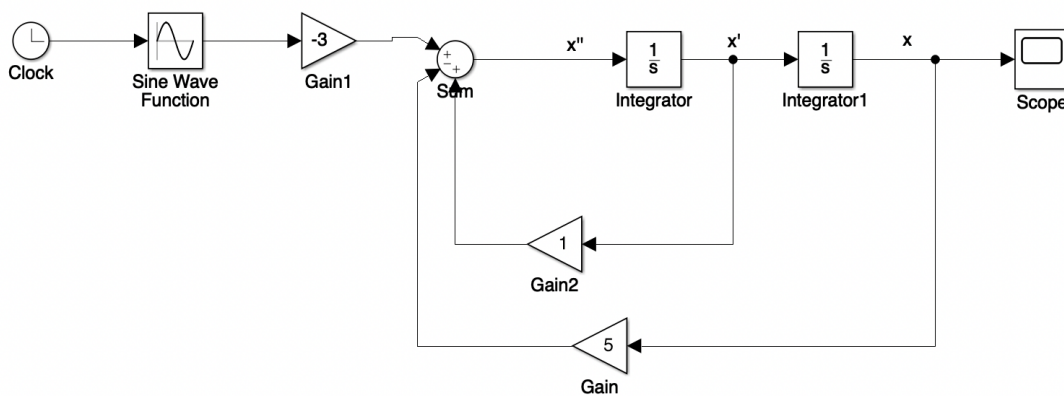 Clock
Sine Wave
Function
-3
Gain1
+
−
+
Sum
x"
1
s
Integrator
x'
1
s
Integrator1
x
Scope
1
Gain2
5
Gain